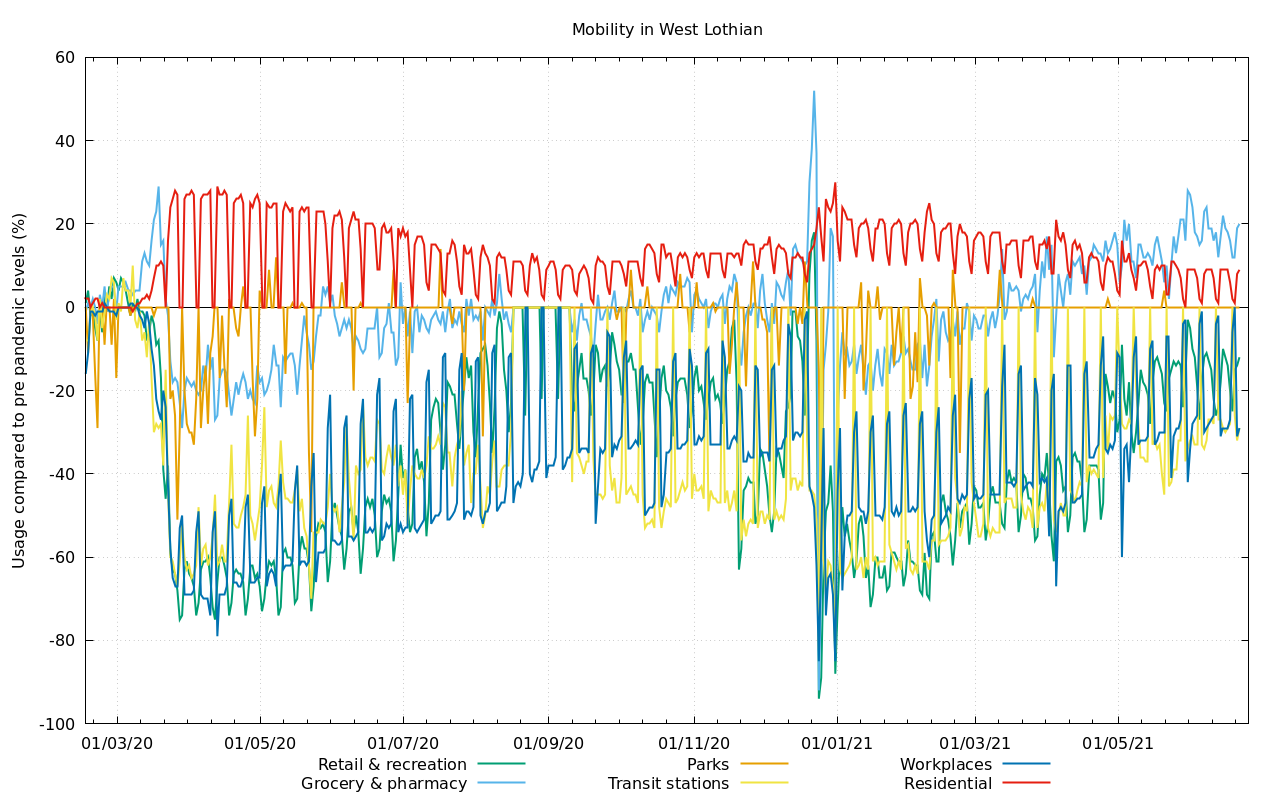 Mobility in West Lothian
Usage compared to pre pandemic levels (%)
60
40
20
0
-20
-40
-60
-80
-100
01/03/20 01/05/20 01/07/20 01/09/20 01/11/20 01/01/21 01/03/21 01/05/21
Retail & recreation Parks Workplaces
Grocery & pharmacy Transit stations Residential